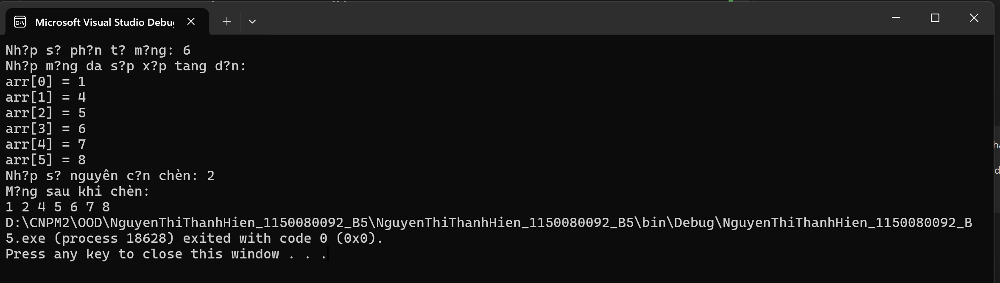 Microsoft Visual Studio Debu
Nh?p s? ph?n t? m?ng: 6
Nh?p m?ng da s?p x?p tang d?n:
arr[0] = 1
arr[1] = 4
arr[2] = 5
arr[3] = 6
arr[4] = 7
arr[5] = 8
Nh?p s? nguyên c?n chèn: 2
M?ng sau khi chèn:
1 2 4 5 6 7 8
D:\CNPM2\OOD\NguyenThiThanhHien_1150080092_B5\NguyenThiThanhHien_1150080092_B5\bin\Debug\NguyenThiThanhHien_1150080092_B
5.exe (process 18628) exited with code 0 (0x0).
Press any key to close this window . . .